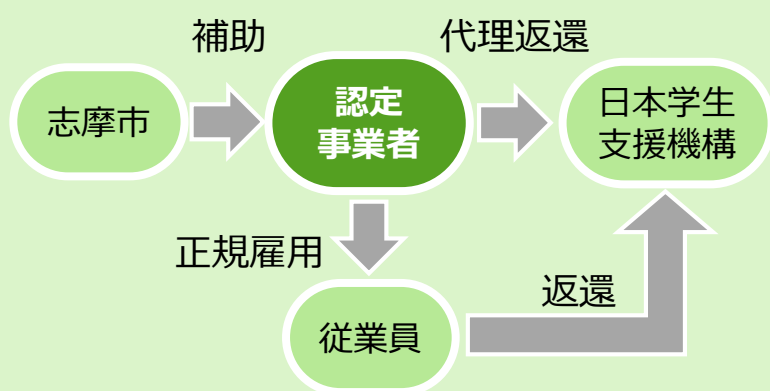 補助
代理返還
志摩市
認定
事業者
日本学生
支援機構
正規雇用
返還
従業員